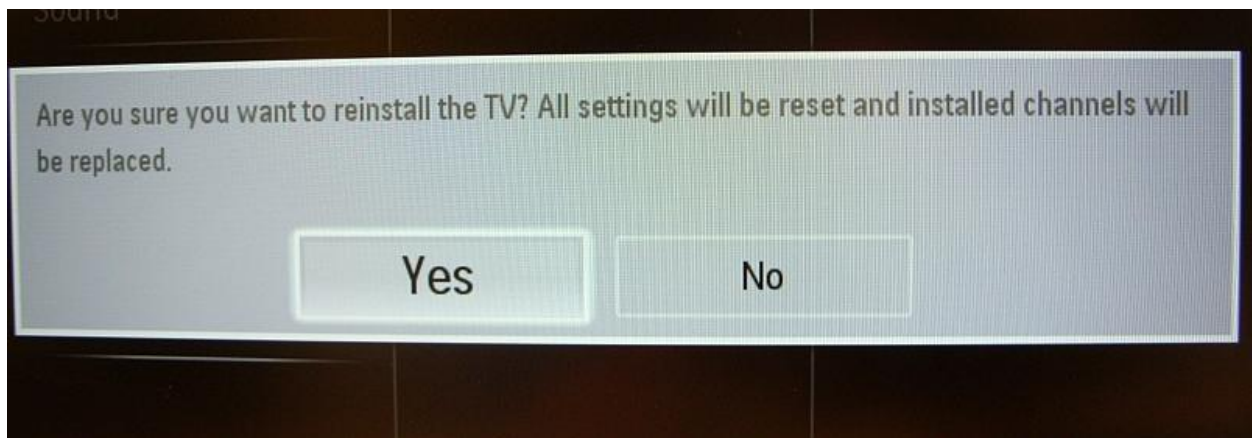 Sound
Are you sure you want to reinstall the TV? All settings will be reset and installed channels will
be replaced.
Yes
No